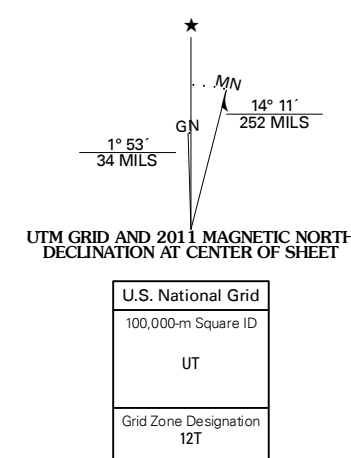 ★
MN
GN
14° 11´
252 MILS
1° 53´
34 MILS
UTM GRID AND 2011 MAGNETIC NORTH
DECLINATION AT CENTER OF SHEET
U.S. National Grid
100,000-m Square ID
UT
Grid Zone Designation
12T